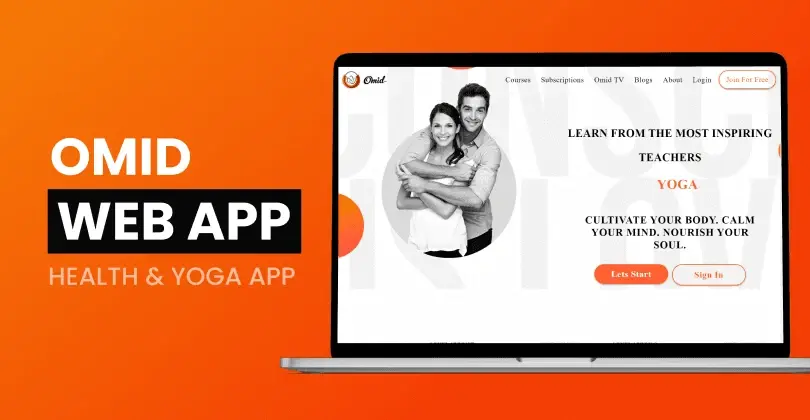 OMID
WEB APP
HEALTH & YOGA APP
Omid
Courses Subscriptions Omid TV Blogs About Login Join For Free
LEARN FROM THE MOST INSPIRING
TEACHERS
YOGA
CULTIVATE YOUR BODY. CALM
YOUR MIND. NOURISH YOUR
SOUL.
Lets Start Sign In